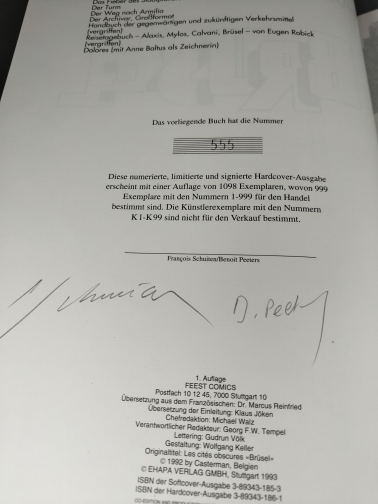 Das Fieber des Stadtplaners
Der Turm
Der Weg nach Armilia
Der Archivar, Großformat
Handbuch der gegenwärtigen und zukünftigen Verkehrsmittel
(vergriffen)
Reisetagebuch – Alaxis, Mylos, Calvani, Brüsel – von Eugen Robick
(vergriffen)
Dolores (mit Anne Baltus als Zeichnerin)
Das vorliegende Buch hat die Nummer
555
Diese numerierte, limitierte und signierte Hardcover-Ausgabe
erscheint mit einer Auflage von 1098 Exemplaren, wovon 999
Exemplare mit den Nummern 1-999 für den Handel
bestimmt sind. Die Künstlerexemplare mit den Nummern
K1-K99 sind nicht für den Verkauf bestimmt.
François Schuiten/Benoit Peeters
1. Auflage
FEEST COMICS
Postfach 10 12 45, 7000 Stuttgart 10
Übersetzung aus dem Französischen: Dr. Marcus Reinfried
Übersetzung der Einleitung: Klaus Jöken
Chefredaktion: Michael Walz
Verantwortlicher Redakteur: Georg F.W. Tempel
Lettering: Gudrun Völk
Gestaltung: Wolfgang Keller
Originaltitel: Les cités obscures «Brüsel»
© 1992 by Casterman, Belgien
© EHAPA VERLAG GMBH, Stuttgart 1993
ISBN der Softcover-Ausgabe 3-89343-185-3
ISBN der Hardcover-Ausgabe 3-89343-186-1